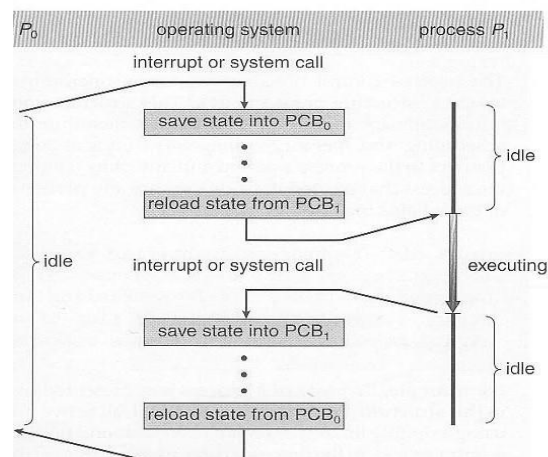 P0 operating system process P1
interrupt or system call
save state into PCB0
idle
reload state from PCB1
idle
interrupt or system call
executing
save state into PCB1
idle
reload state from PCB0